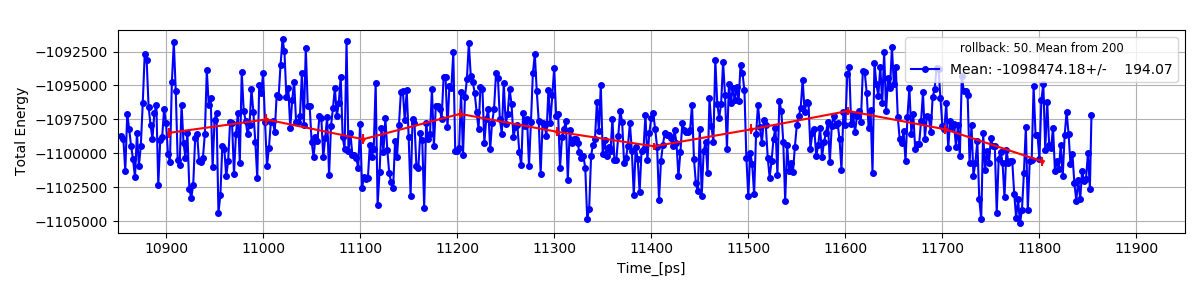 rollback: 50. Mean from 200
Mean: -1098474.18+/-    194.07
Total Energy
−1092500
−1095000
−1097500
−1100000
−1102500
−1105000
10900 11000 11100 11200 11300 11400 11500 11600 11700 11800 11900
Time_[ps]